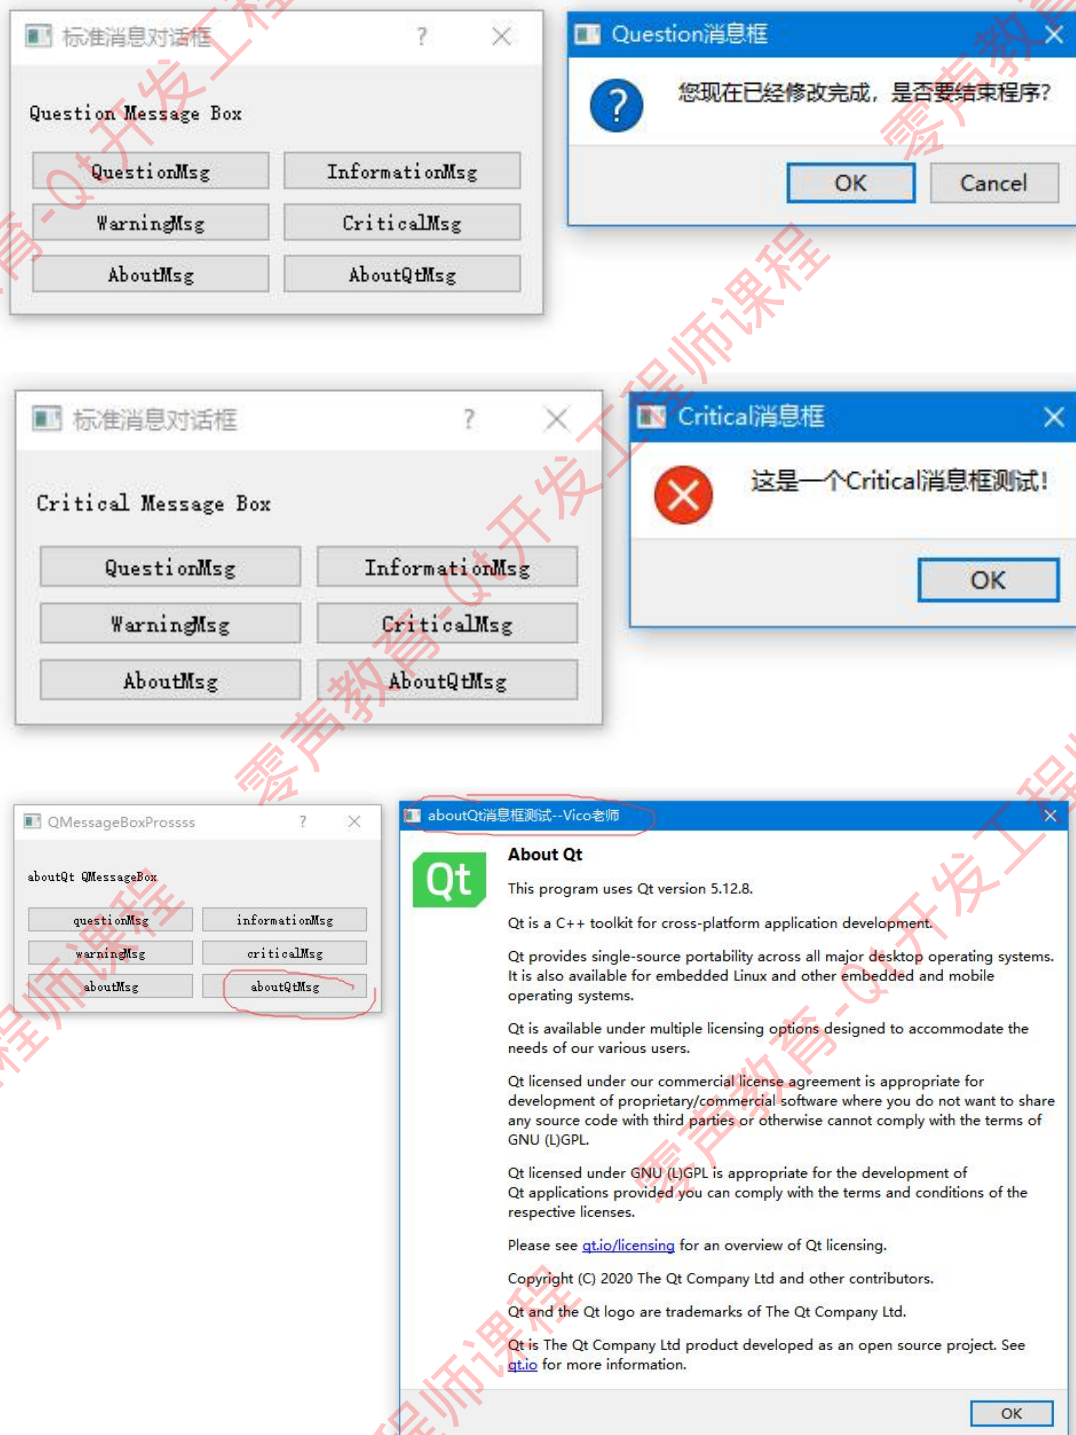 标准消息对话框
Question消息框
Question Message Box
您现在已经修改完成，是否要结束程序?
QuestionMsg
InformationMsg
OK
Cancel
WarningMsg
CriticalMsg
AboutMsg
AboutQtMsg
标准消息对话框
Critical消息框
Critical Message Box
这是一个Critical消息框测试!
QuestionMsg
InformationMsg
OK
WarningMsg
CriticalMsg
AboutMsg
AboutQtMsg
QMessageBoxProssss
aboutQt QMessageBox
questionMsg
informationMsg
warningMsg
criticalMsg
aboutMsg
aboutQtMsg
aboutQt消息框测试--Vico老师
Qt
About Qt
This program uses Qt version 5.12.8.
Qt is a C++ toolkit for cross-platform application development.
Qt provides single-source portability across all major desktop operating systems.
It is also available for embedded Linux and other embedded and mobile
operating systems.
Qt is available under multiple licensing options designed to accommodate the
needs of our various users.
Qt licensed under our commercial license agreement is appropriate for
development of proprietary/commercial software where you do not want to share
any source code with third parties or otherwise cannot comply with the terms of
GNU (L)GPL.
Qt licensed under GNU (L)GPL is appropriate for the development of
Qt applications provided you can comply with the terms and conditions of the
respective licenses.
Please see qt.io/licensing for an overview of Qt licensing.
Copyright (C) 2020 The Qt Company Ltd and other contributors.
Qt and the Qt logo are trademarks of The Qt Company Ltd.
Qt is The Qt Company Ltd product developed as an open source project. See
qt.io for more information.
OK
零声教育-Qt开发工程师课程